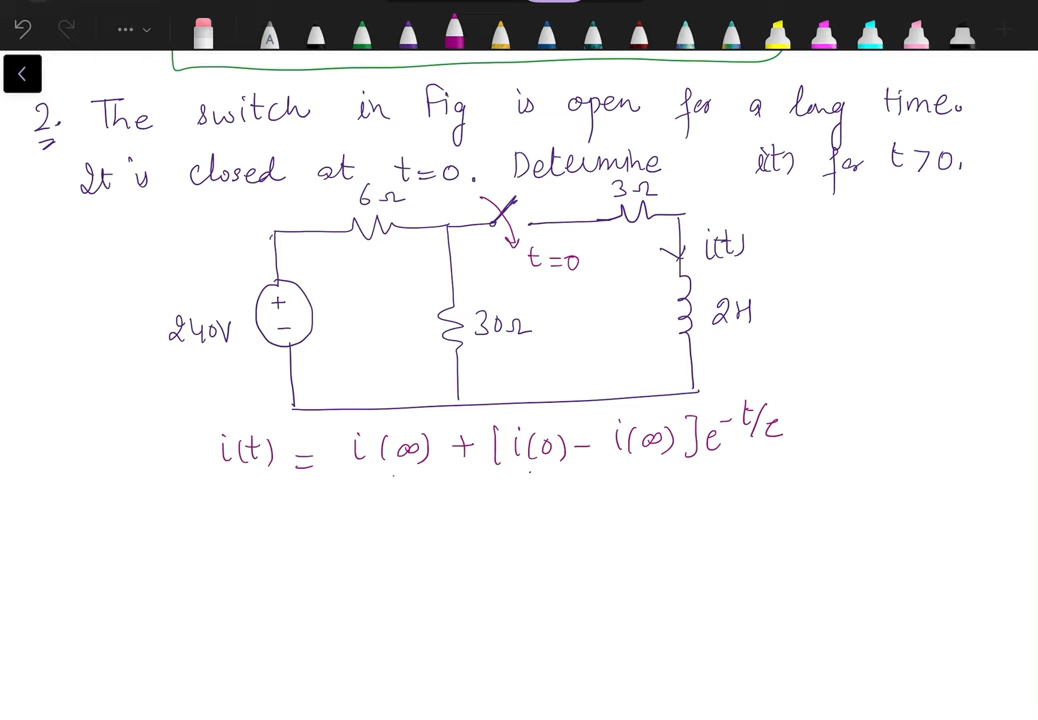 A
2. The switch in Fig is open for a long time.
It is closed at t=0. Determine i(t) for t>0.
6Ω
3Ω
t=0
i(t)
+
−
240V
30Ω
2H
i(t) = i(∞) + [i(0) − i(∞)]e^-t/τ